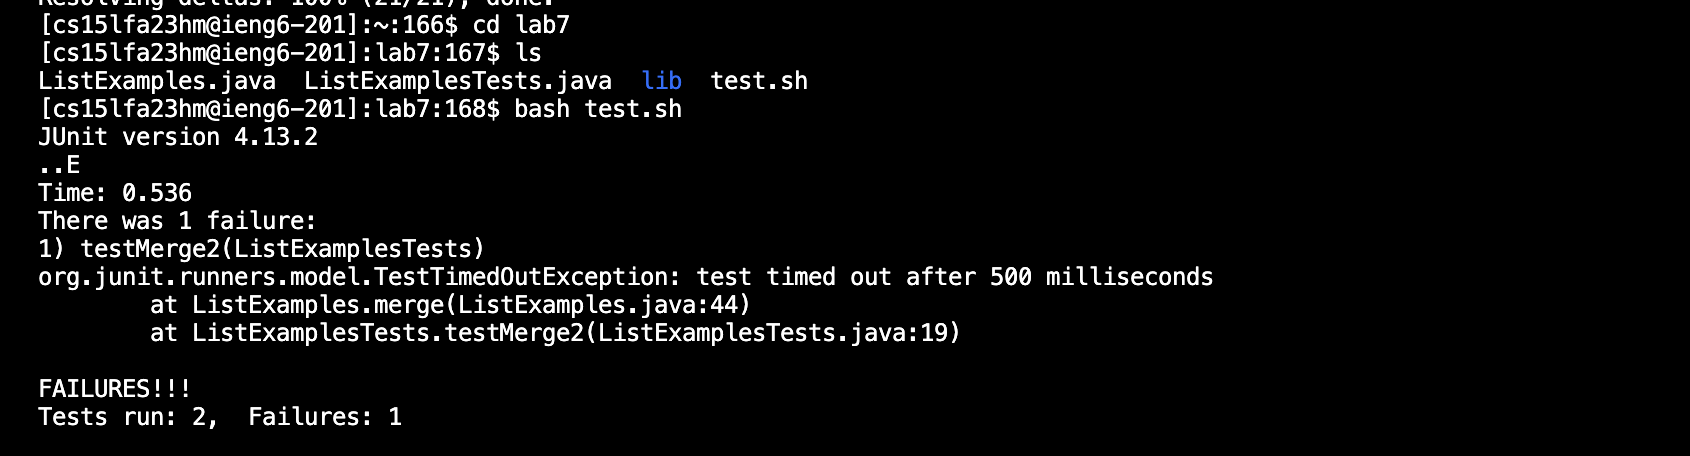 Resolving deltas: 100% (21/21), done.
[cs15lfa23hm@ieng6-201]:~:166$ cd lab7
[cs15lfa23hm@ieng6-201]:lab7:167$ ls
ListExamples.java  ListExamplesTests.java  lib  test.sh
[cs15lfa23hm@ieng6-201]:lab7:168$ bash test.sh
JUnit version 4.13.2
..E
Time: 0.536
There was 1 failure:
1) testMerge2(ListExamplesTests)
org.junit.runners.model.TestTimedOutException: test timed out after 500 milliseconds
        at ListExamples.merge(ListExamples.java:44)
        at ListExamplesTests.testMerge2(ListExamplesTests.java:19)
FAILURES!!!
Tests run: 2,  Failures: 1